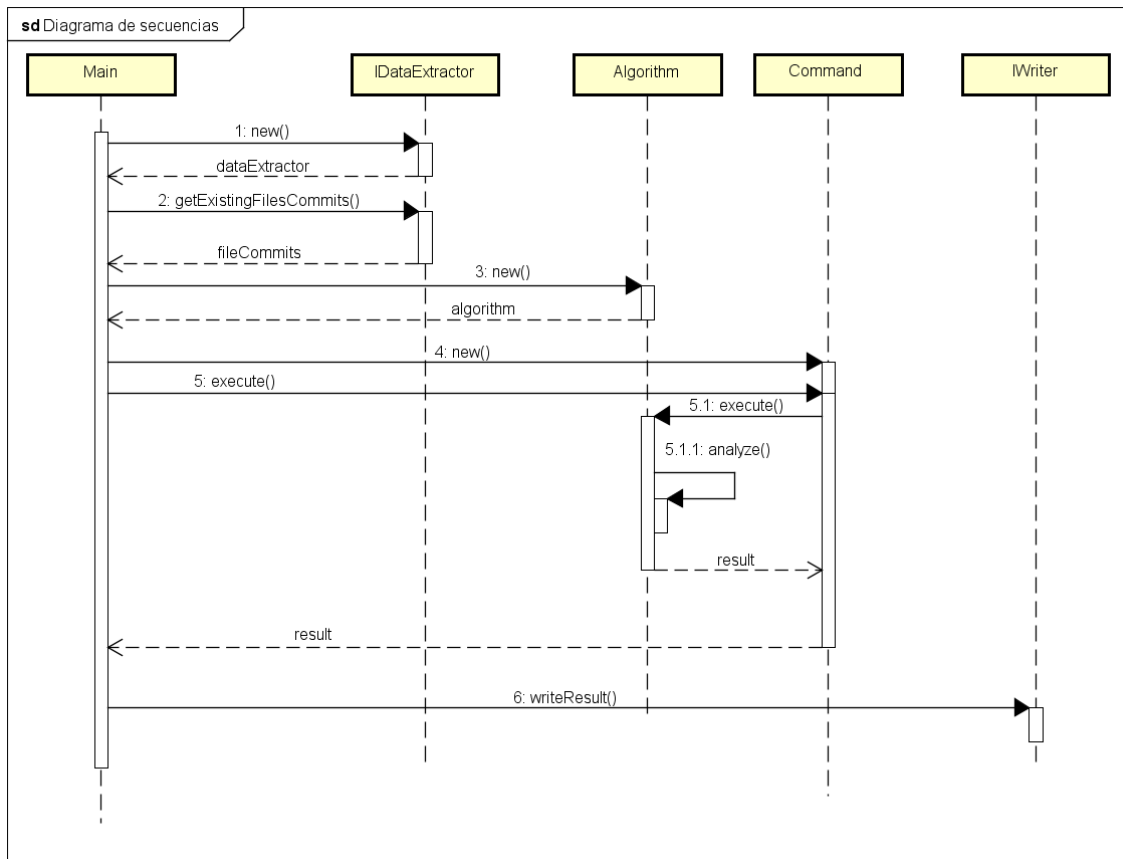 sd Diagrama de secuencias
Main
IDataExtractor
Algorithm
Command
IWriter
1: new()
dataExtractor
2: getExistingFilesCommits()
fileCommits
3: new()
algorithm
4: new()
5: execute()
5.1: execute()
5.1.1: analyze()
result
result
6: writeResult()